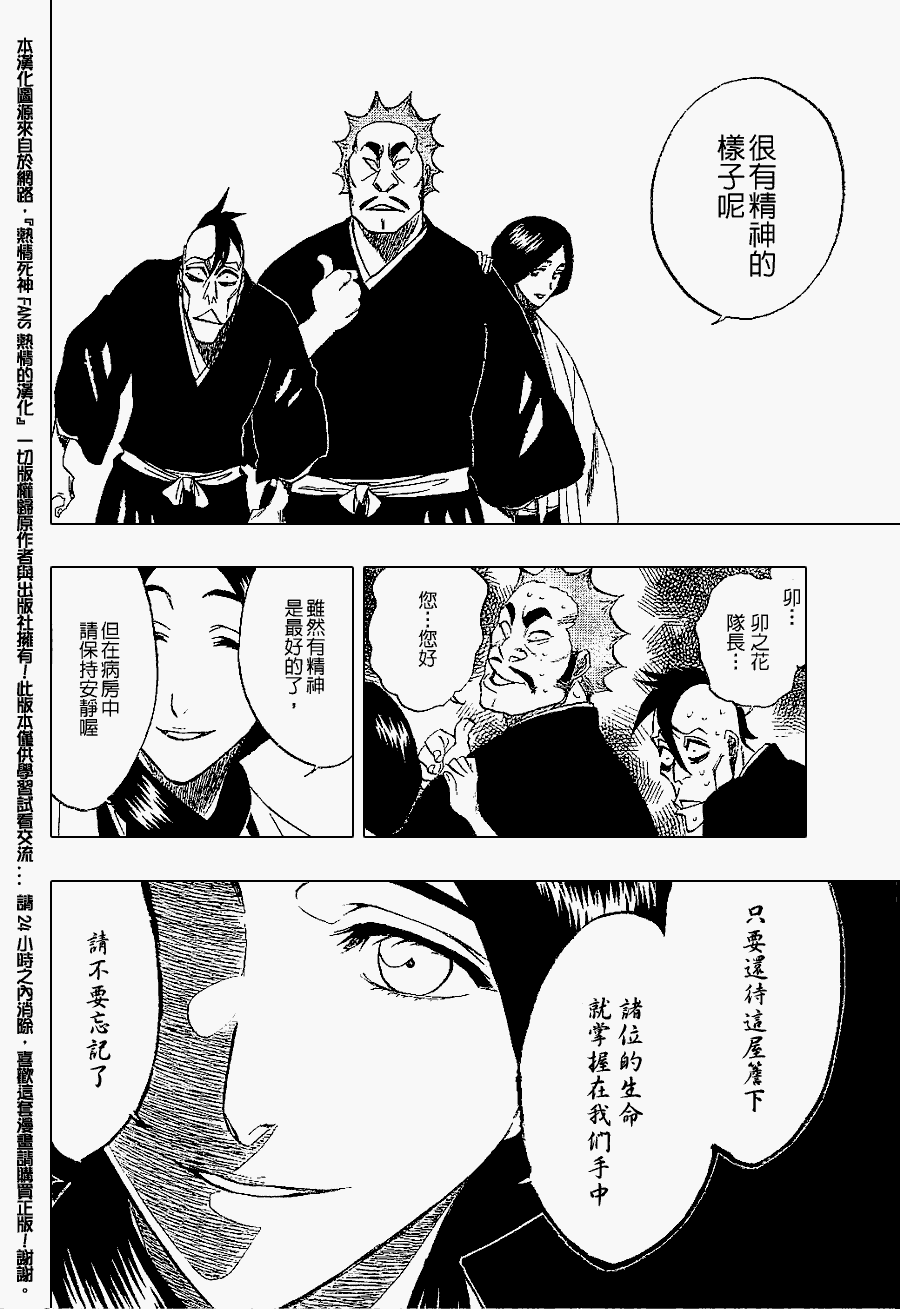 很有精神的
樣子呢
卯…
卯之花
隊長…
您…您好
雖然有精神
是最好的了，
但在病房中
請保持安靜喔
只要還待這屋簷下
諸位的生命
就掌握在我們手中
請不要忘記了
本漢化圖源來自於網路，『熱情死神FANS熱情的漢化』一切版權歸原作者與出版社擁有！此版本僅供學習試看交流... 請24小時之內消除，喜歡這套漫畫請購買正版！謝謝。